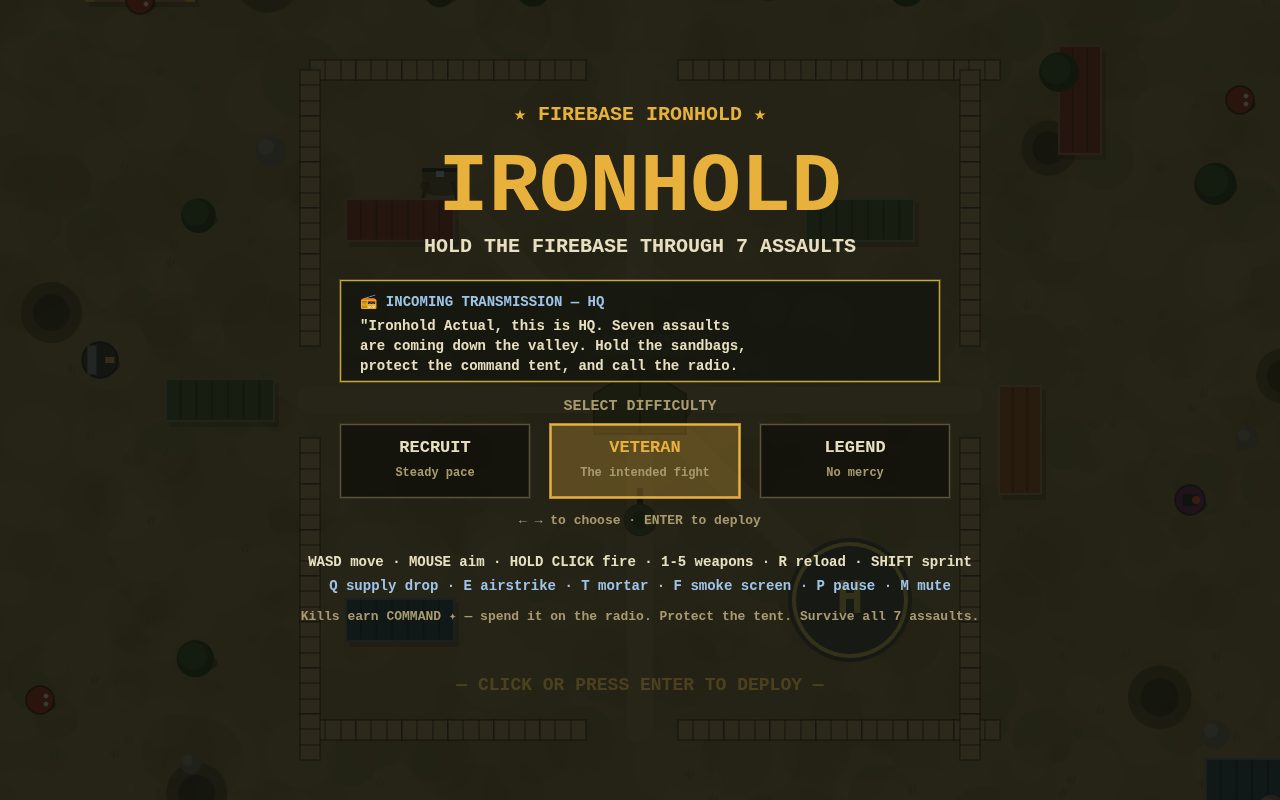 ★ FIREBASE IRONHOLD ★
IRONHOLD
HOLD THE FIREBASE THROUGH 7 ASSAULTS
📻 INCOMING TRANSMISSION — HQ
"Ironhold Actual, this is HQ. Seven assaults
are coming down the valley. Hold the sandbags,
protect the command tent, and call the radio.
SELECT DIFFICULTY
RECRUIT
Steady pace
VETERAN
The intended fight
LEGEND
No mercy
← → to choose · ENTER to deploy
WASD move · MOUSE aim · HOLD CLICK fire · 1-5 weapons · R reload · SHIFT sprint
Q supply drop · E airstrike · T mortar · F smoke screen · P pause · M mute
Kills earn COMMAND ✦ — spend it on the radio. Protect the tent. Survive all 7 assaults.
H
— CLICK OR PRESS ENTER TO DEPLOY —